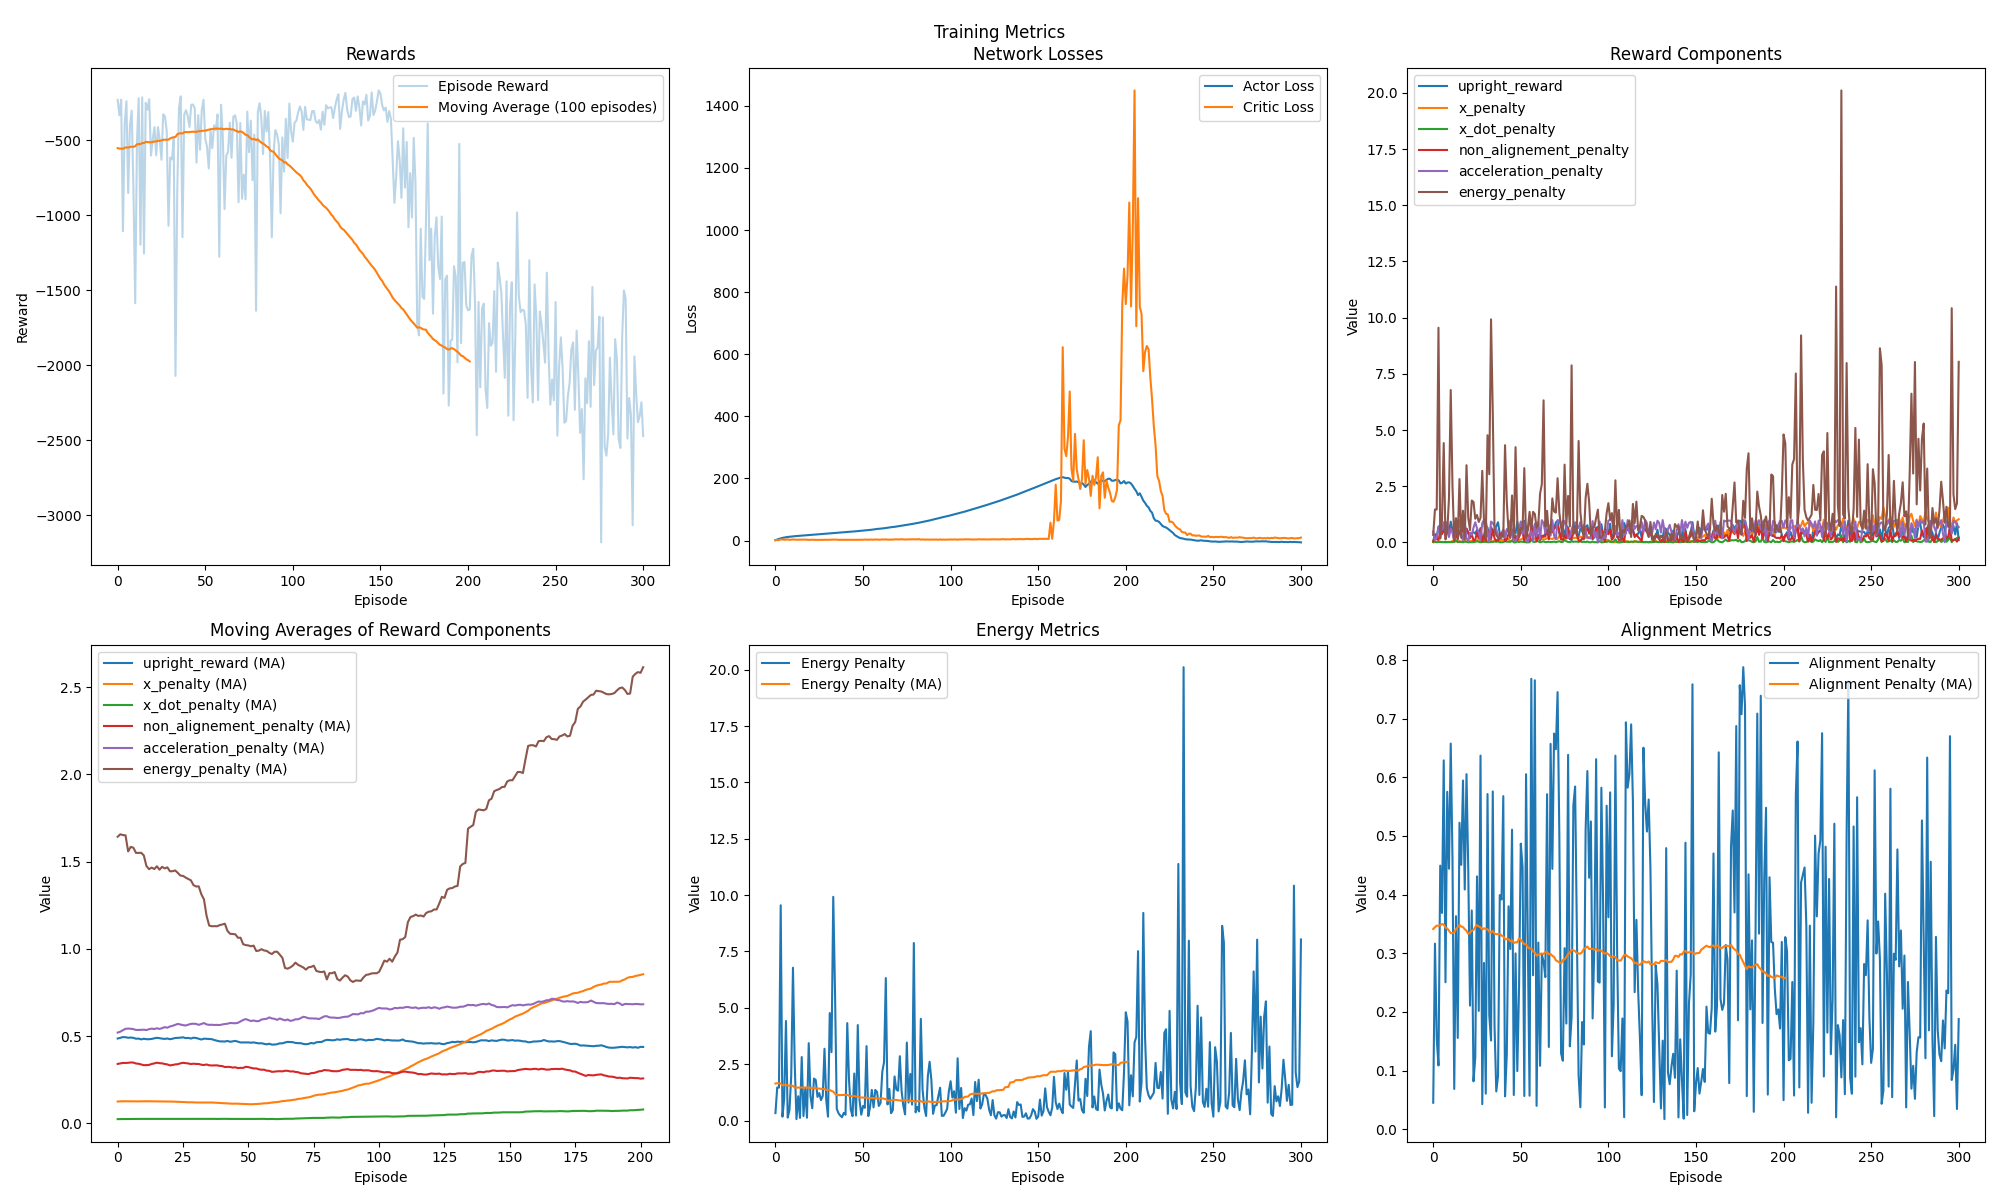 Training Metrics
Rewards
Episode Reward
Moving Average (100 episodes)
Reward
−500
−1000
−1500
−2000
−2500
−3000
0 50 100 150 200 250 300
Episode
Network Losses
Actor Loss
Critic Loss
Loss
1400
1200
1000
800
600
400
200
0
0 50 100 150 200 250 300
Episode
Reward Components
upright_reward
x_penalty
x_dot_penalty
non_alignement_penalty
acceleration_penalty
energy_penalty
Value
20.0
17.5
15.0
12.5
10.0
7.5
5.0
2.5
0.0
0 50 100 150 200 250 300
Episode
Moving Averages of Reward Components
upright_reward (MA)
x_penalty (MA)
x_dot_penalty (MA)
non_alignement_penalty (MA)
acceleration_penalty (MA)
energy_penalty (MA)
Value
2.5
2.0
1.5
1.0
0.5
0.0
0 25 50 75 100 125 150 175 200
Episode
Energy Metrics
Energy Penalty
Energy Penalty (MA)
Value
20.0
17.5
15.0
12.5
10.0
7.5
5.0
2.5
0.0
0 50 100 150 200 250 300
Episode
Alignment Metrics
Alignment Penalty
Alignment Penalty (MA)
Value
0.8
0.7
0.6
0.5
0.4
0.3
0.2
0.1
0.0
0 50 100 150 200 250 300
Episode